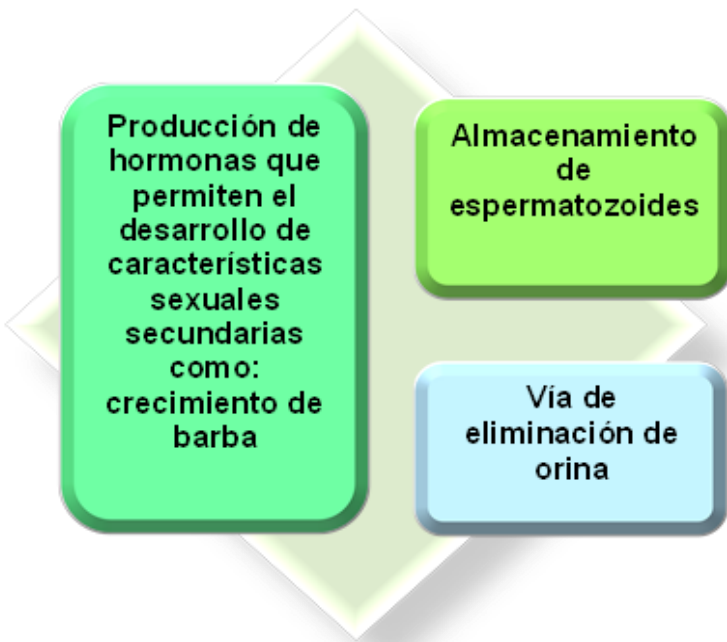 Producción de
hormonas que
permiten el
desarrollo de
características
sexuales
secundarias
como:
crecimiento de
barba
Almacenamiento
de
espermatozoides
Vía de
eliminación de
orina